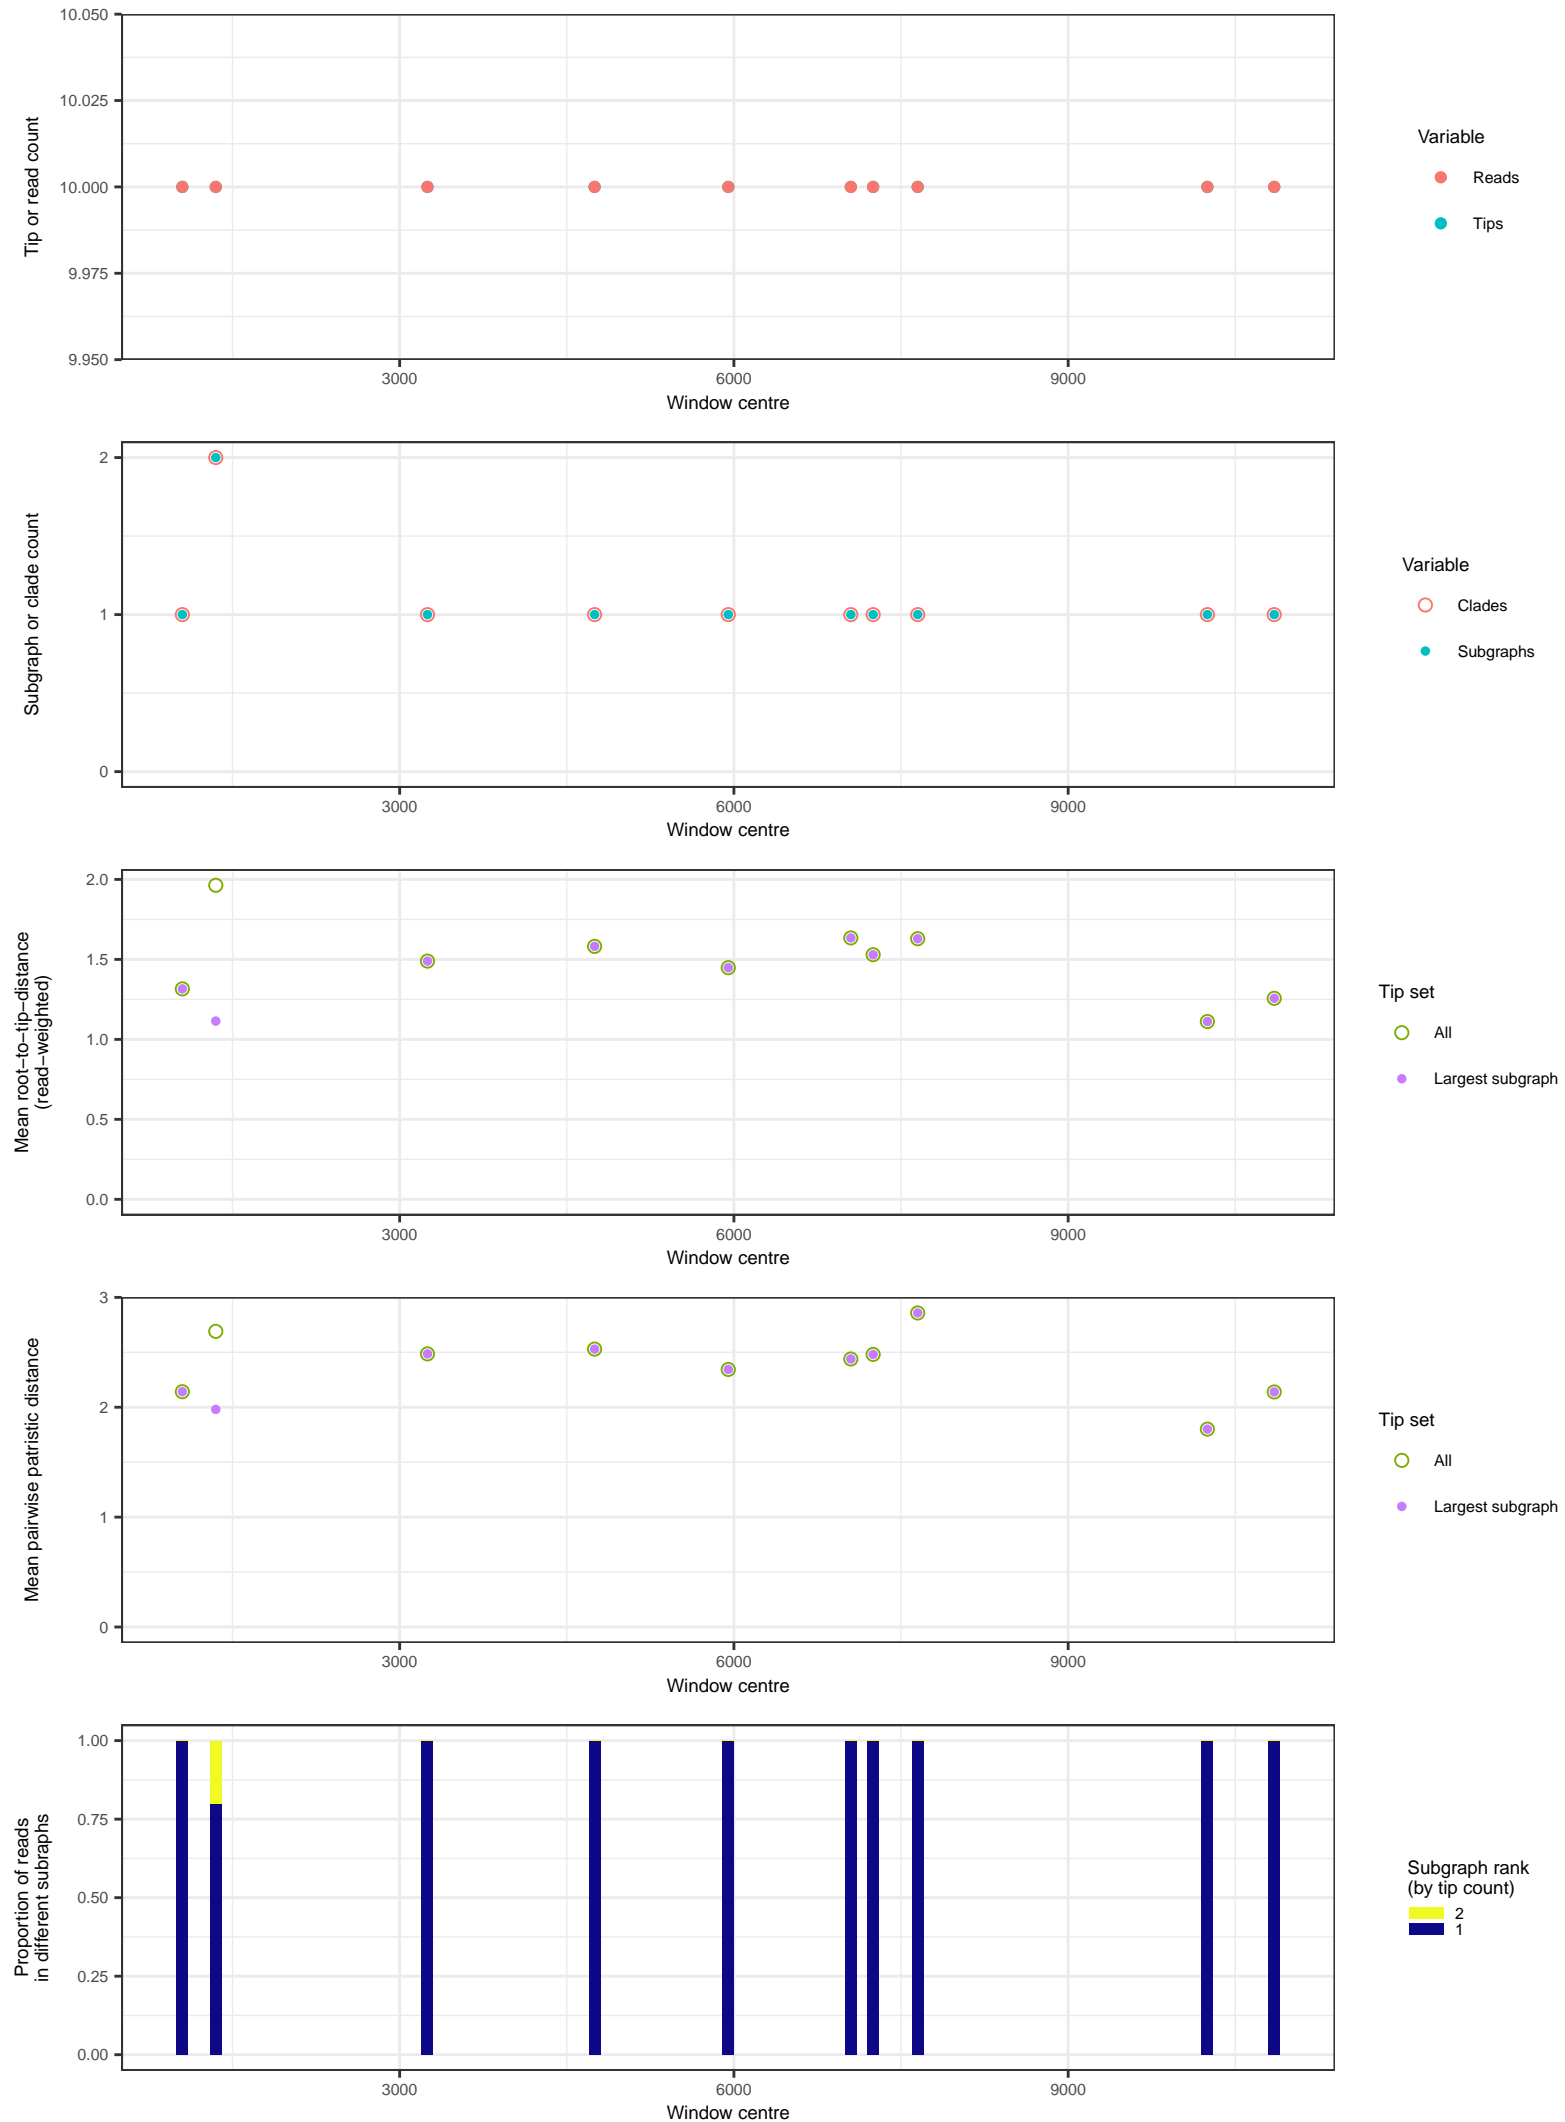 10.050
10.025
10.000
9.975
9.950
Tip or read count
3000 6000 9000
Window centre
Variable
Reads
Tips
2
1
0
Subgraph or clade count
3000 6000 9000
Window centre
Variable
Clades
Subgraphs
2.0
1.5
1.0
0.5
0.0
Mean root−to−tip−distance
(read−weighted)
3000 6000 9000
Window centre
Tip set
All
Largest subgraph
3
2
1
0
Mean pairwise patristic distance
3000 6000 9000
Window centre
Tip set
All
Largest subgraph
1.00
0.75
0.50
0.25
0.00
Proportion of reads
in different subraphs
3000 6000 9000
Window centre
Subgraph rank
(by tip count)
2
1